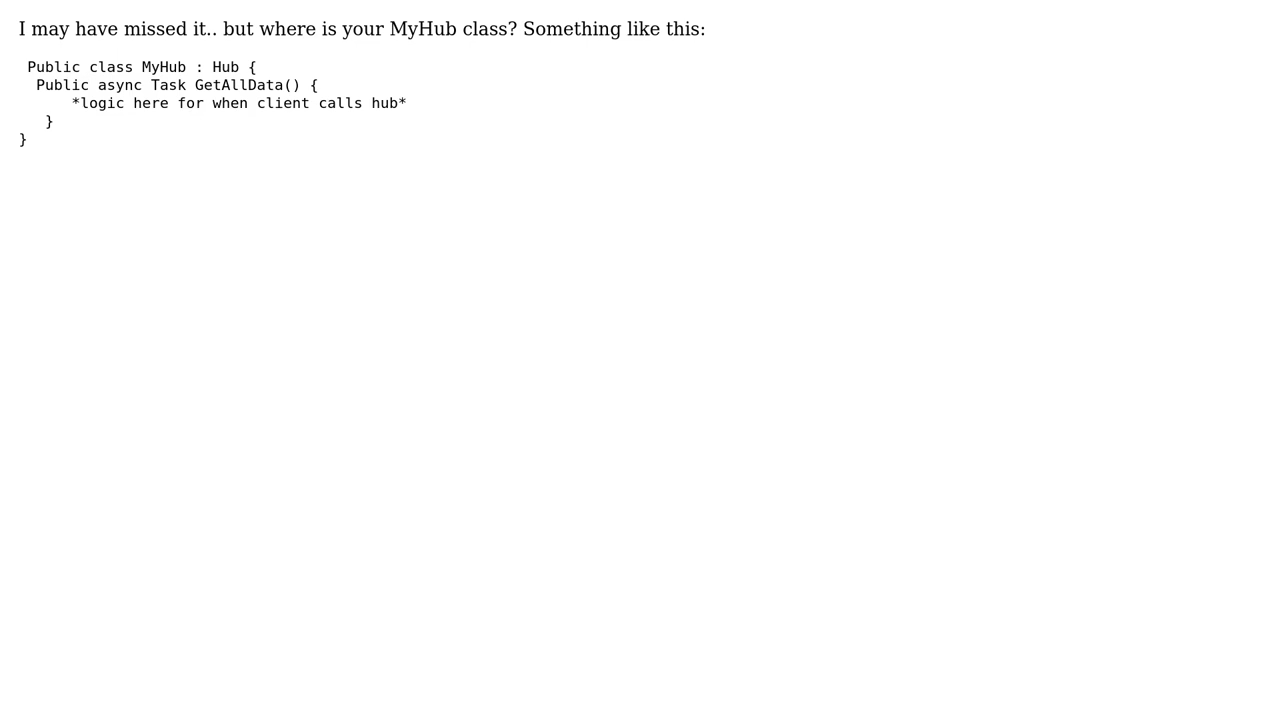 I may have missed it.. but where is your MyHub class? Something like this:
 Public class MyHub : Hub {
  Public async Task GetAllData() {
      *logic here for when client calls hub*
   }
}